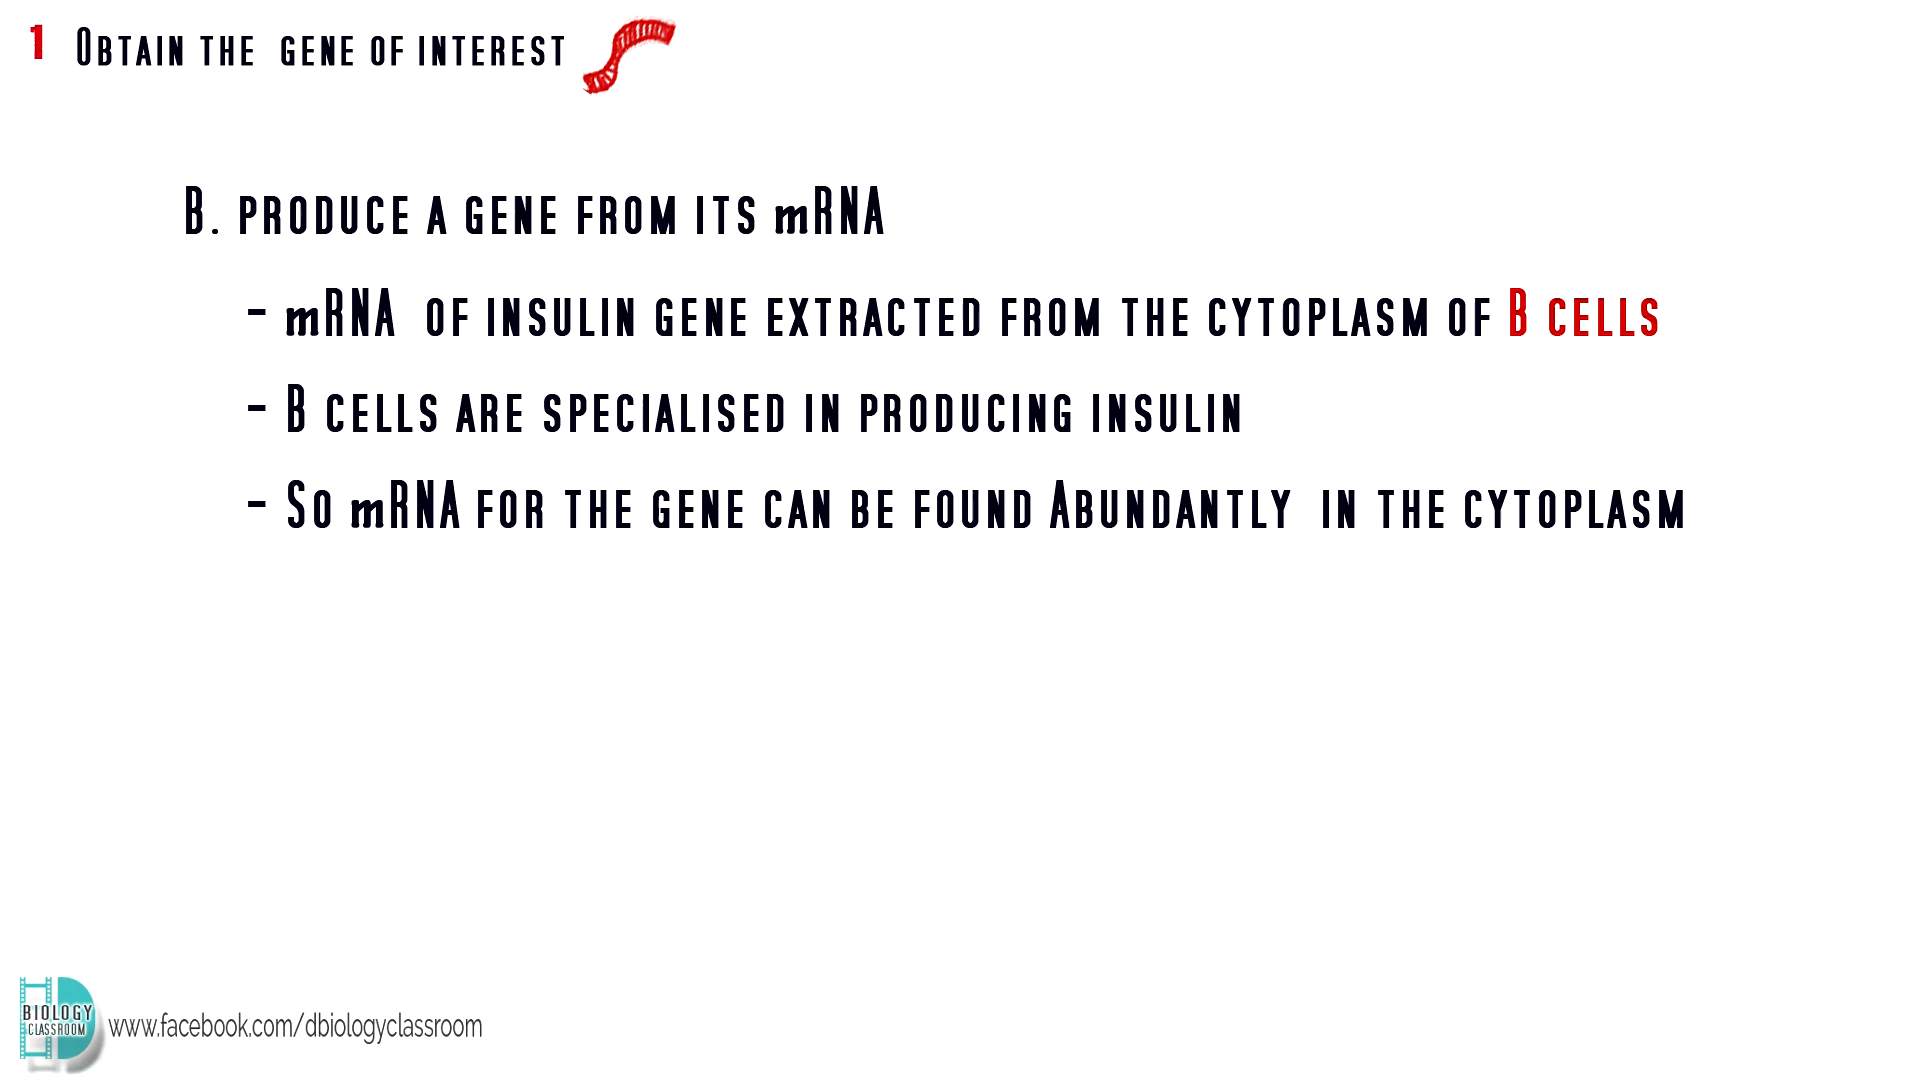 1 Obtain the gene of interest
B. produce a gene from its mRNA
- mRNA of insulin gene extracted from the cytoplasm of B cells
- B cells are specialised in producing insulin
- So mRNA for the gene can be found Abundantly in the cytoplasm
BIOLOGY
CLASSROOM
www.facebook.com/dbiologyclassroom